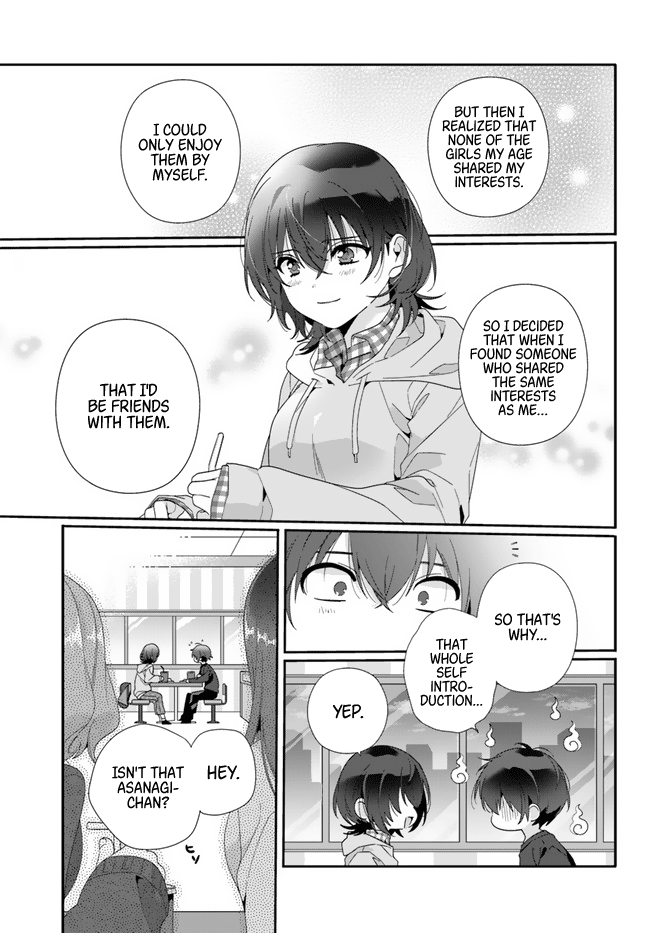 BUT THEN I
REALIZED THAT
NONE OF THE
GIRLS MY AGE
SHARED MY
INTERESTS.
I COULD
ONLY ENJOY
THEM BY
MYSELF.
SO I DECIDED
THAT WHEN I
FOUND SOMEONE
WHO SHARED
THE SAME
INTERESTS
AS ME...
THAT I'D
BE FRIENDS
WITH THEM.
SO THAT'S
WHY...
THAT
WHOLE
SELF
INTRO-
DUCTION...
YEP.
HEY.
ISN'T THAT
ASANAGI-
CHAN?
ヒソ